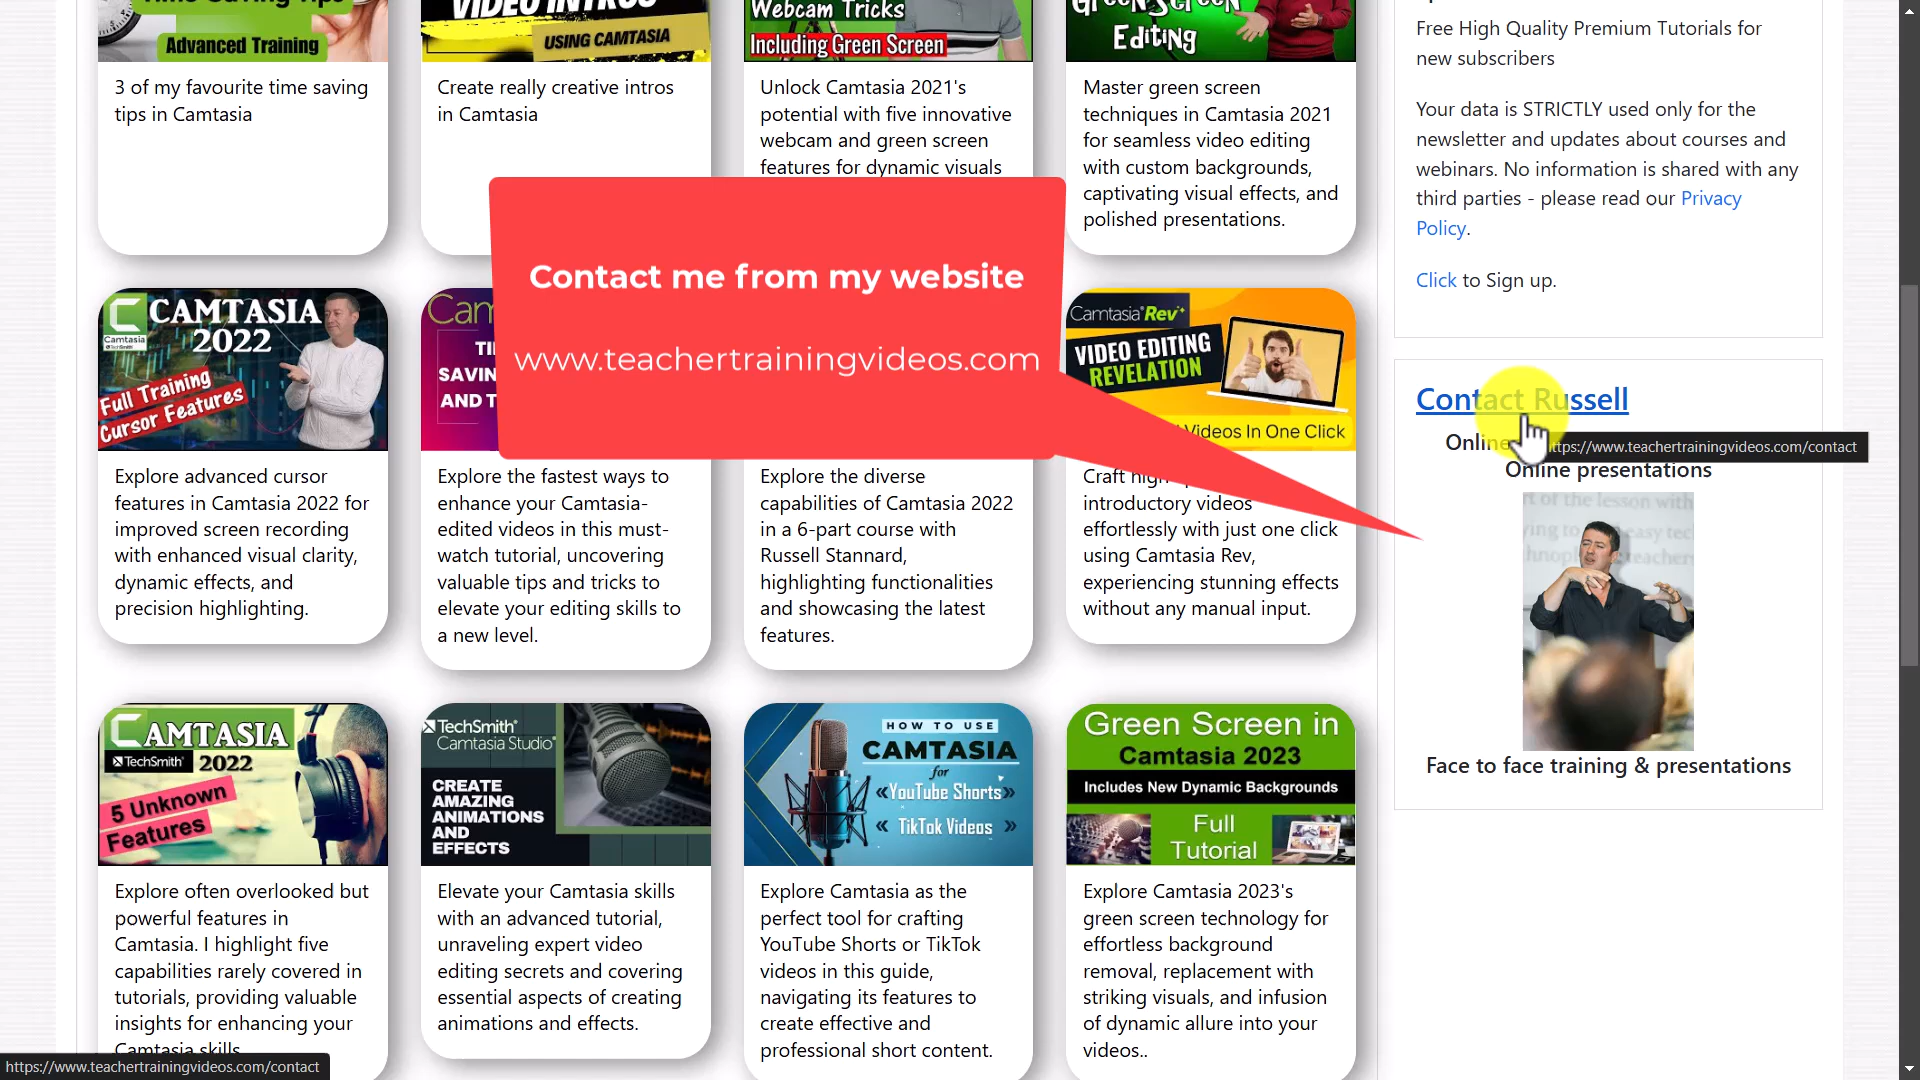 Advanced Training
3 of my favourite time saving
tips in Camtasia
VIDEO INTROS
USING CAMTASIA
Create really creative intros
in Camtasia
Webcam Tricks
Including Green Screen
Unlock Camtasia 2021's
potential with five innovative
webcam and green screen
features for dynamic visuals
Green Screen
Editing
Master green screen
techniques in Camtasia 2021
for seamless video editing
with custom backgrounds,
captivating visual effects, and
polished presentations.
Free High Quality Premium Tutorials for
new subscribers
Your data is STRICTLY used only for the
newsletter and updates about courses and
webinars. No information is shared with any
third parties - please read our Privacy
Policy.
Click to Sign up.
Contact me from my website
www.teachertrainingvideos.com
CAMTASIA
2022
Camtasia
Full Training
Cursor Features
Explore advanced cursor
features in Camtasia 2022 for
improved screen recording
with enhanced visual clarity,
dynamic effects, and
precision highlighting.
Explore the fastest ways to
enhance your Camtasia-
edited videos in this must-
watch tutorial, uncovering
valuable tips and tricks to
elevate your editing skills to
a new level.
Explore the diverse
capabilities of Camtasia 2022
in a 6-part course with
Russell Stannard,
highlighting functionalities
and showcasing the latest
features.
Camtasia Rev
VIDEO EDITING
REVELATION
Videos In One Click
Craft
introductory videos
effortlessly with just one click
using Camtasia Rev,
experiencing stunning effects
without any manual input.
Contact Russell
Online
https://www.teachertrainingvideos.com/contact
Online presentations
Face to face training & presentations
CAMTASIA
TechSmith
2022
5 Unknown
Features
Explore often overlooked but
powerful features in
Camtasia. I highlight five
capabilities rarely covered in
tutorials, providing valuable
insights for enhancing your
Camtasia skills
TechSmith
Camtasia Studio
CREATE
AMAZING
ANIMATIONS
AND
EFFECTS
Elevate your Camtasia skills
with an advanced tutorial,
unraveling expert video
editing secrets and covering
essential aspects of creating
animations and effects.
HOW TO USE
CAMTASIA
for
«YouTube Shorts»
« TikTok Videos »
Explore Camtasia as the
perfect tool for crafting
YouTube Shorts or TikTok
videos in this guide,
navigating its features to
create effective and
professional short content.
Green Screen in
Camtasia 2023
Includes New Dynamic Backgrounds
Full
Tutorial
Explore Camtasia 2023's
green screen technology for
effortless background
removal, replacement with
striking visuals, and infusion
of dynamic allure into your
videos..
https://www.teachertrainingvideos.com/contact